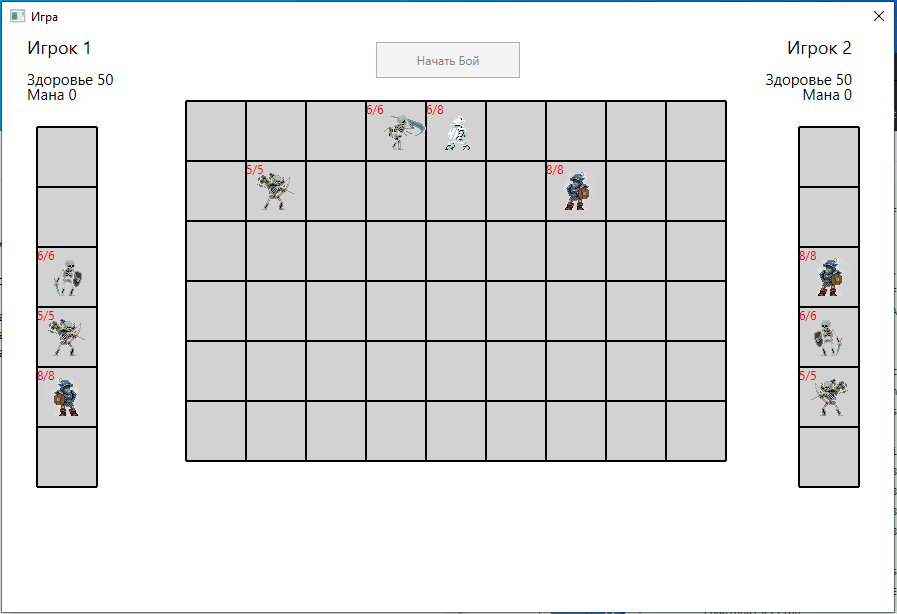 Игра
Игрок 1
Здоровье 50
Мана 0
Начать Бой
Игрок 2
Здоровье 50
Мана 0
6/6
5/5
8/8
6/6 6/8
5/5 8/8
8/8
6/6
5/5